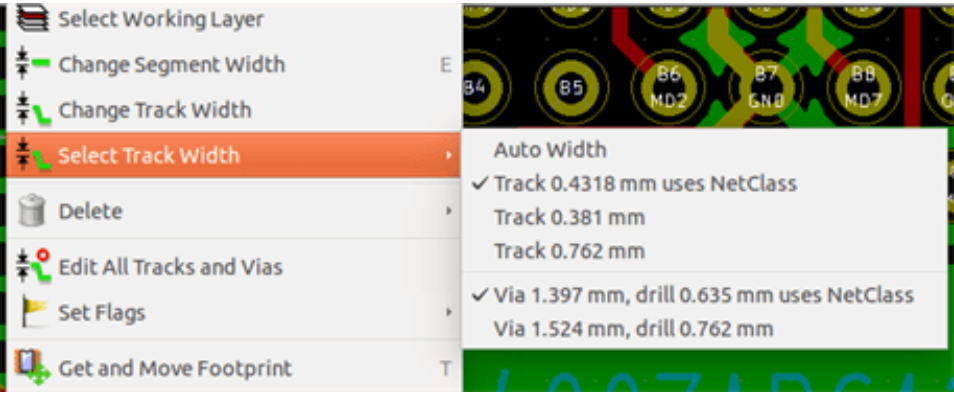 Select Working Layer
Change Segment Width E
Change Track Width
Select Track Width
Delete
Edit All Tracks and Vias
Set Flags
Get and Move Footprint T
Auto Width
Track 0.4318 mm uses NetClass
Track 0.381 mm
Track 0.762 mm
Via 1.397 mm, drill 0.635 mm uses NetClass
Via 1.524 mm, drill 0.762 mm
B4
B5
B6
MD2
B7
GND
B8
MD7